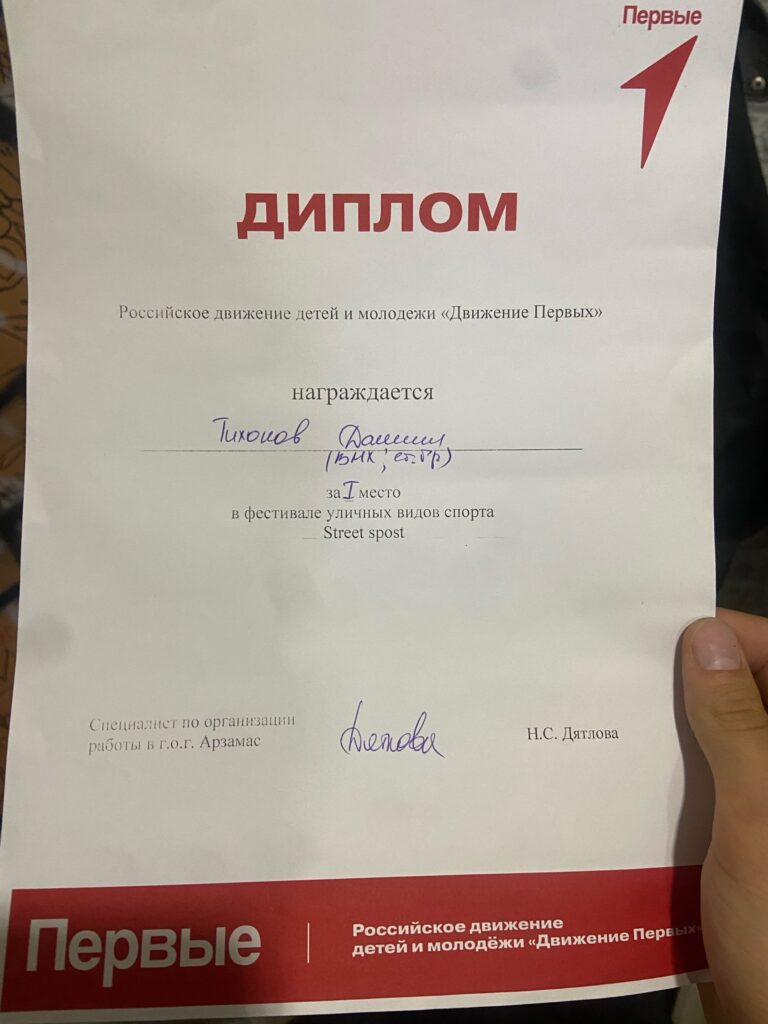 Первые
ДИПЛОМ
Российское движение детей и молодежи «Движение Первых»
награждается
Тихонов Даниил
(ВМХ, ст.гр)
за I место
в фестивале уличных видов спорта
Street spost
Специалист по организации
работы в г.о.г. Арзамас
Дятлова
Н.С. Дятлова
Первые
Российское движение
детей и молодёжи «Движение Первых»